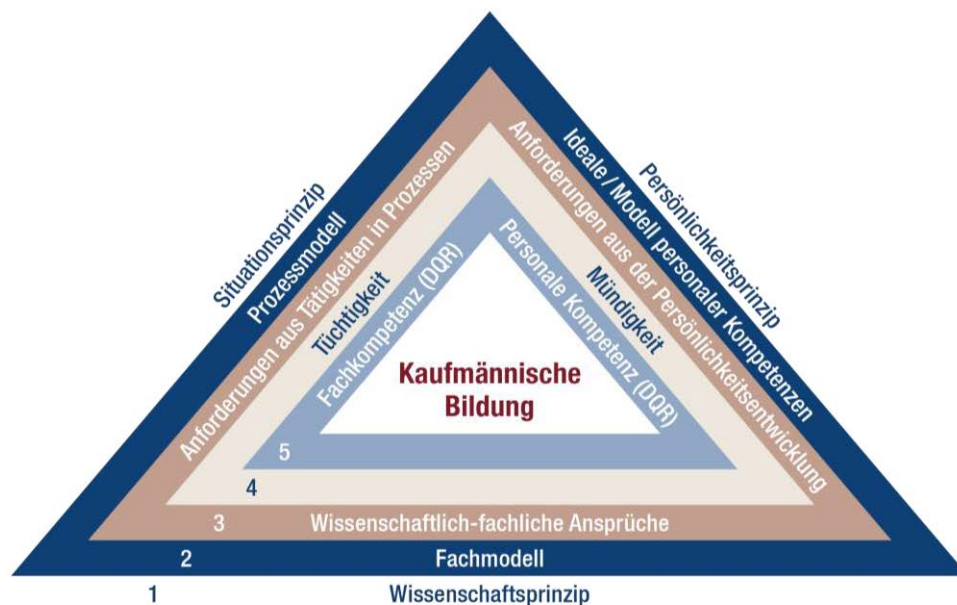 Situationsprinzip
Prozessmodell
Anforderungen aus Tätigkeiten in Prozessen
Tüchtigkeit
Fachkompetenz (DQR)
Persönlichkeitsprinzip
Ideale / Modell personaler Kompetenzen
Anforderungen aus der Persönlichkeitsentwicklung
Mündigkeit
Personale Kompetenz (DQR)
Kaufmännische
Bildung
5
4
3 Wissenschaftlich-fachliche Ansprüche
2 Fachmodell
1 Wissenschaftsprinzip